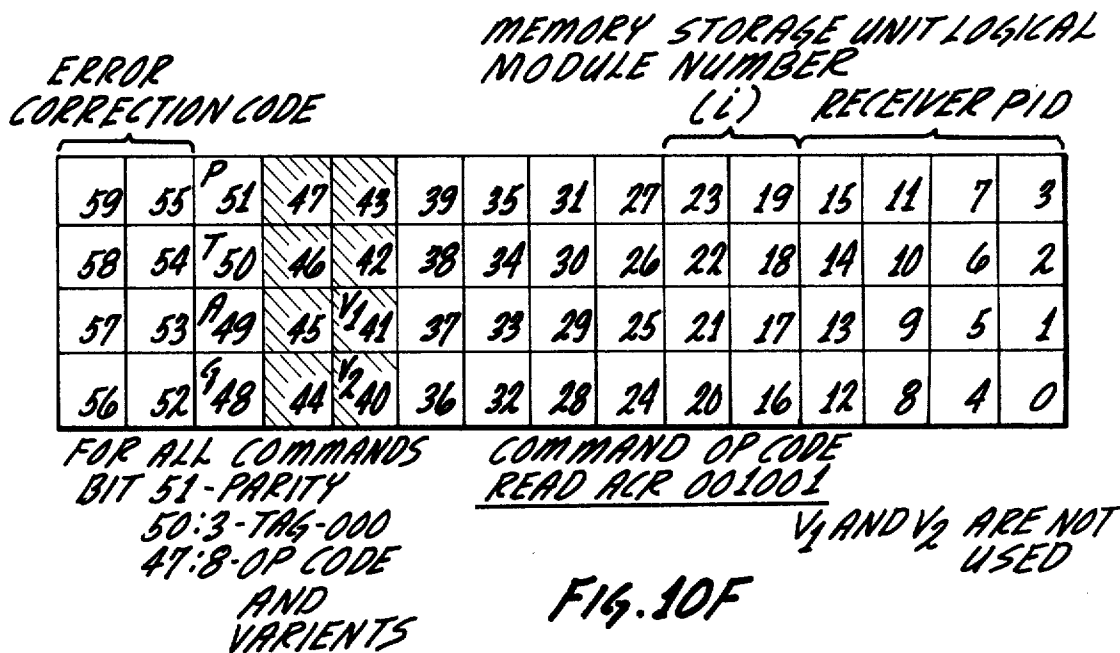 MEMORY STORAGE UNIT LOGICAL
MODULE NUMBER
ERROR
CORRECTION CODE
(i) RECEIVER PID
59 55 P 51 47 43 39 35 31 27 23 19 15 11 7 3
58 54 T 50 46 42 38 34 30 26 22 18 14 10 6 2
57 53 A 49 45 V1 41 37 33 29 25 21 17 13 9 5 1
56 52 G 48 44 V2 40 36 32 28 24 20 16 12 8 4 0
FOR ALL COMMANDS
BIT 51-PARITY
50:3-TAG-000
47:8-OP CODE
AND
VARIENTS
COMMAND OP CODE
READ ACR 001001
V1 AND V2 ARE NOT
USED
FIG. 10F